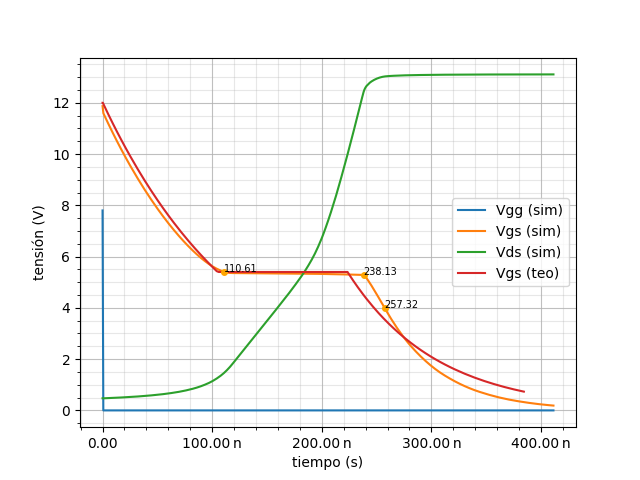 12
10
8
6
4
2
0
tensión (V)
110.61
238.13
257.32
Vgg (sim)
Vgs (sim)
Vds (sim)
Vgs (teo)
0.00
100.00 n
200.00 n
300.00 n
400.00 n
tiempo (s)